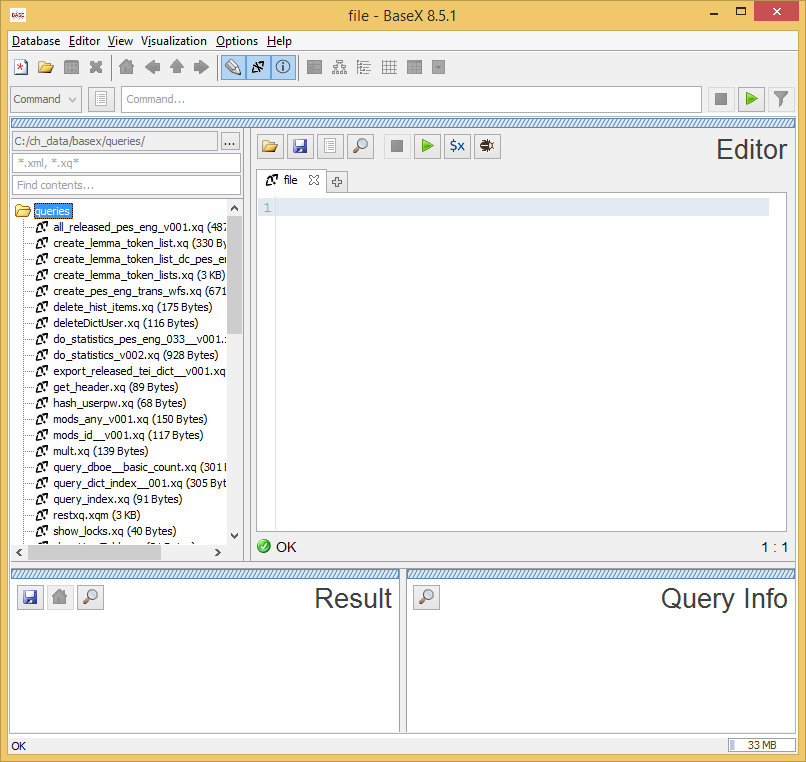 file - BaseX 8.5.1
Database Editor View Visualization Options Help
Command Command...
C:/ch_data/basex/queries/ ...
*.xml, *.xq*
Find contents...
Editor
$x
file
queries
all_released_pes_eng_v001.xq (487
create_lemma_token_list.xq (330 By
create_lemma_token_list_dc_pes_en
create_lemma_token_lists.xq (3 KB)
create_pes_eng_trans_wfs.xq (671
delete_hist_items.xq (175 Bytes)
deleteDictUser.xq (116 Bytes)
do_statistics_pes_eng_033__v001.
do_statistics_v002.xq (928 Bytes)
export_released_tei_dict__v001.xq
get_header.xq (89 Bytes)
hash_userpw.xq (68 Bytes)
mods_any_v001.xq (150 Bytes)
mods_id__v001.xq (117 Bytes)
mult.xq (139 Bytes)
query_dboe__basic_count.xq (301
query_dict_index__001.xq (305 Byt
query_index.xq (91 Bytes)
restxq.xqm (3 KB)
show_locks.xq (40 Bytes)
1
OK 1 : 1
Result
Query Info
OK 33 MB